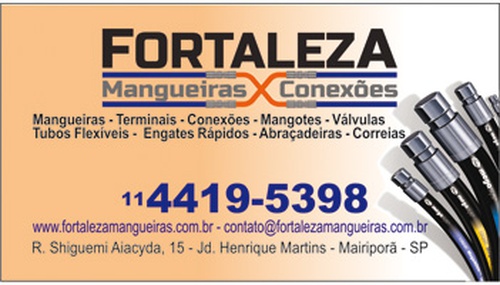 FORTALEZA
Mangueiras X Conexões
Mangueiras - Terminais - Conexões - Mangotes - Válvulas
Tubos Flexíveis - Engates Rápidos - Abraçadeiras - Correias
11 4419-5398
www.fortalezamangueiras.com.br - contato@fortalezamangueiras.com.br
R. Shiguemi Aiacyda, 15 - Jd. Henrique Martins - Mairiporã - SP